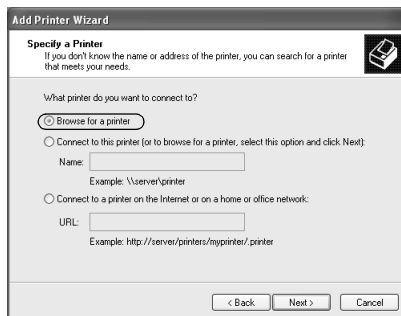 Add Printer Wizard
Specify a Printer
If you don't know the name or address of the printer, you can search for a printer
that meets your needs.
What printer do you want to connect to?
Browse for a printer
Connect to this printer (or to browse for a printer, select this option and click Next):
Name:
Example: \\server\printer
Connect to a printer on the Internet or on a home or office network:
URL:
Example: http://server/printers/myprinter/.printer
< Back Next > Cancel